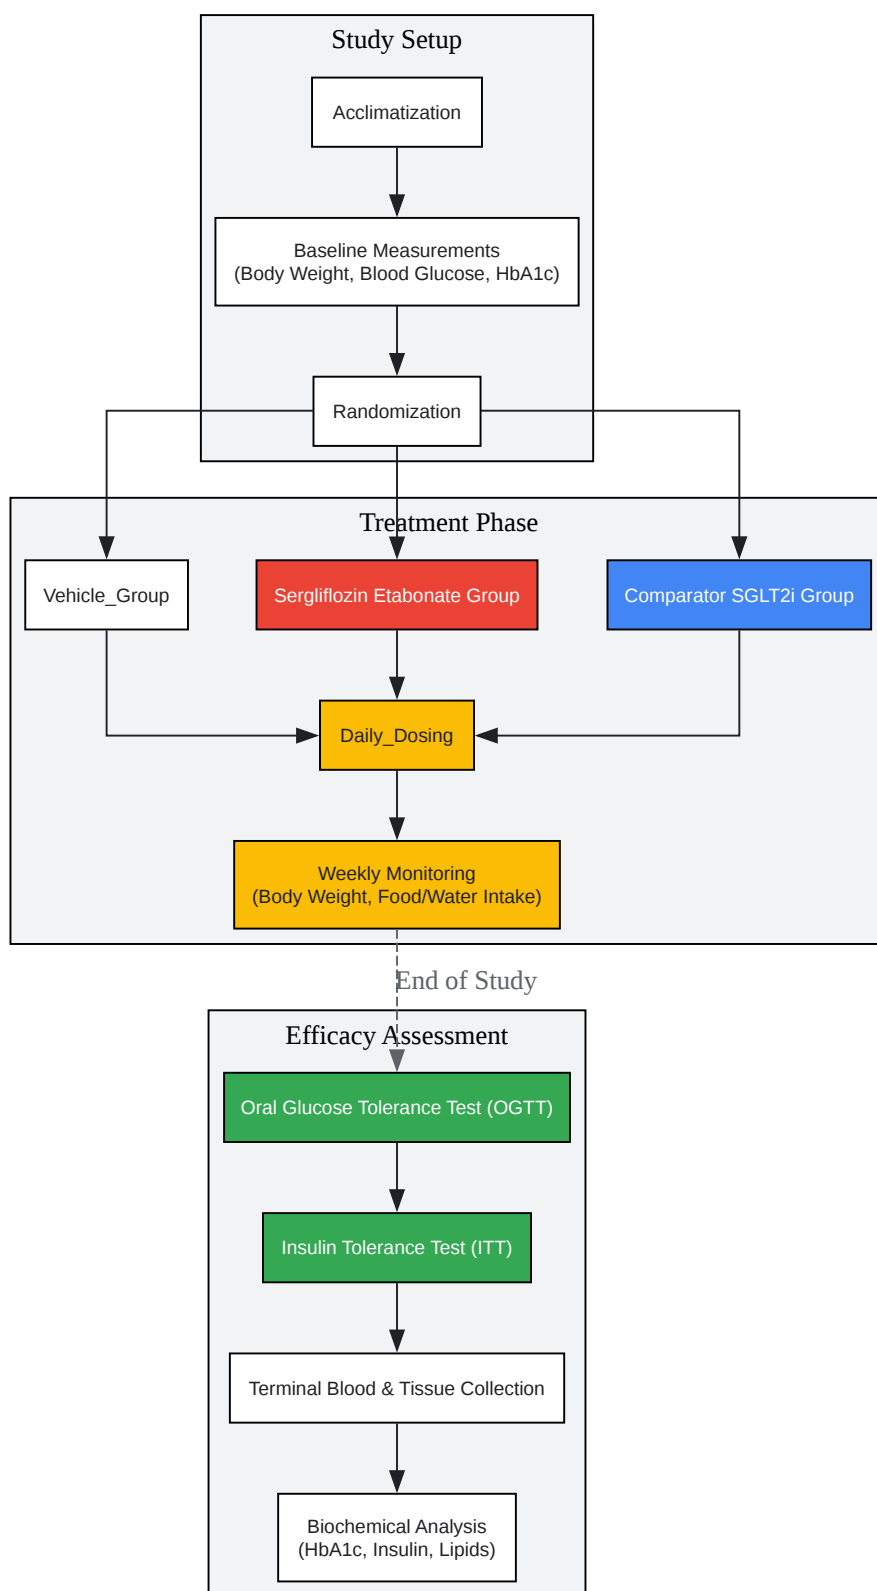 Study Setup
Acclimatization
Baseline Measurements
(Body Weight, Blood Glucose, HbA1c)
Randomization
Treatment Phase
Vehicle_Group
Sergliflozin Etabonate Group
Comparator SGLT2i Group
Daily_Dosing
Weekly Monitoring
(Body Weight, Food/Water Intake)
End of Study
Efficacy Assessment
Oral Glucose Tolerance Test (OGTT)
Insulin Tolerance Test (ITT)
Terminal Blood & Tissue Collection
Biochemical Analysis
(HbA1c, Insulin, Lipids)